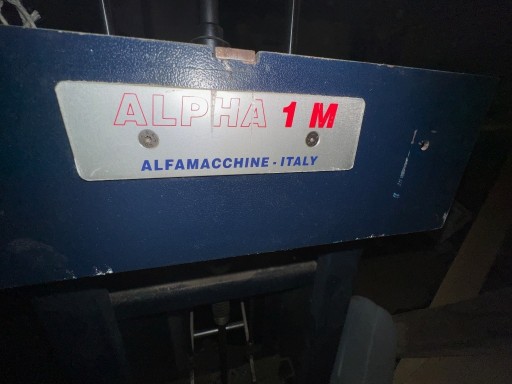 ALPHA 1 M
ALFAMACCHINE - ITALY